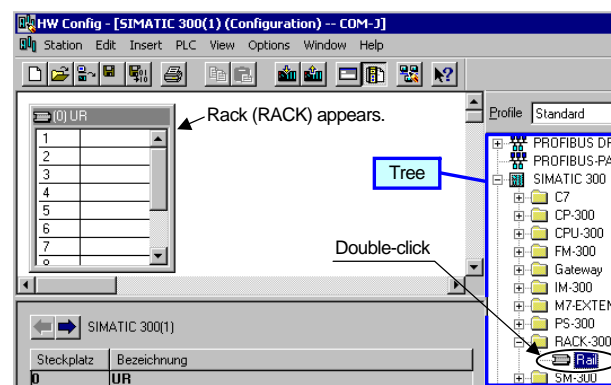 HW Config - [SIMATIC 300(1) (Configuration) -- COM-J]
Station Edit Insert PLC View Options Window Help
(0) UR
1
2
3
4
5
6
7
Rack (RACK) appears.
Tree
Double-click
Profile Standard
PROFIBUS DP
PROFIBUS-PA
SIMATIC 300
C7
CP-300
CPU-300
FM-300
Gateway
IM-300
M7-EXTEN
PS-300
RACK-300
Rail
SM-300
SIMATIC 300(1)
Steckplatz Bezeichnung
0 UR